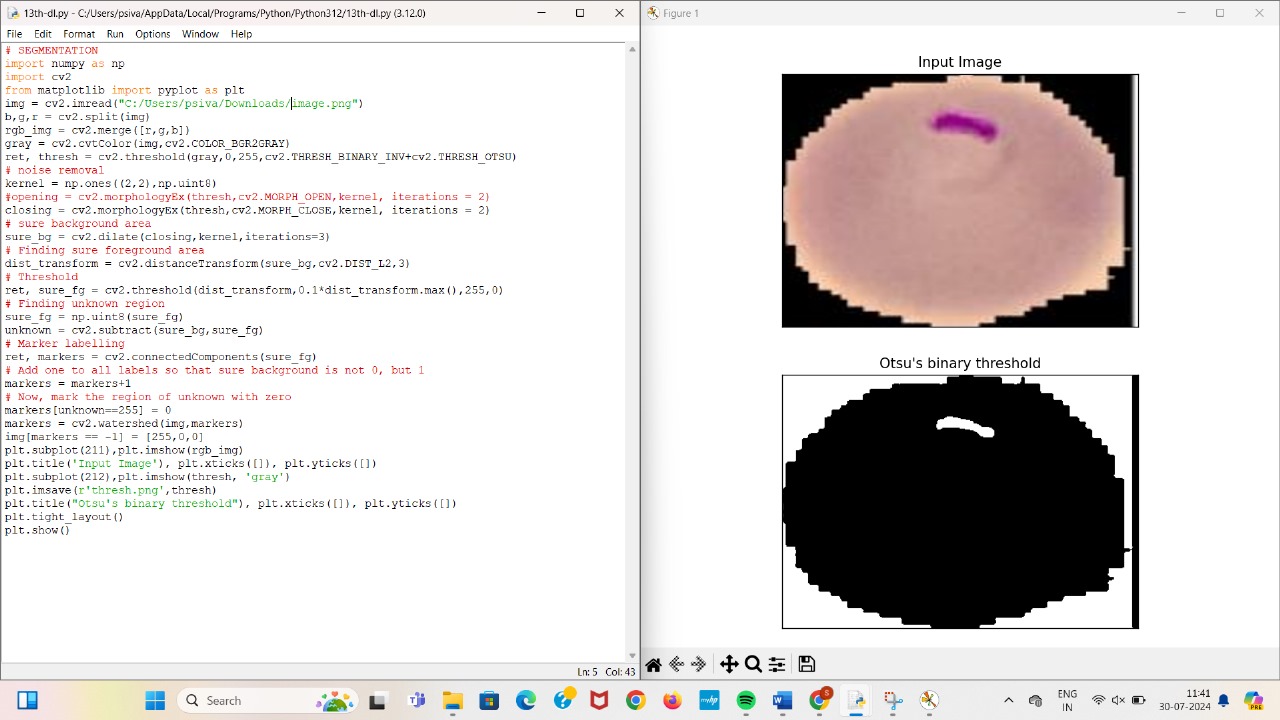 13th-dl.py - C:/Users/psiva/AppData/Local/Programs/Python/Python312/13th-dl.py (3.12.0)
File Edit Format Run Options Window Help
# SEGMENTATION
import numpy as np
import cv2
from matplotlib import pyplot as plt
img = cv2.imread("C:/Users/psiva/Downloads/image.png")
b,g,r = cv2.split(img)
rgb_img = cv2.merge([r,g,b])
gray = cv2.cvtColor(img,cv2.COLOR_BGR2GRAY)
ret, thresh = cv2.threshold(gray,0,255,cv2.THRESH_BINARY_INV+cv2.THRESH_OTSU)
# noise removal
kernel = np.ones((2,2),np.uint8)
#opening = cv2.morphologyEx(thresh,cv2.MORPH_OPEN,kernel, iterations = 2)
closing = cv2.morphologyEx(thresh,cv2.MORPH_CLOSE,kernel, iterations = 2)
# sure background area
sure_bg = cv2.dilate(closing,kernel,iterations=3)
# Finding sure foreground area
dist_transform = cv2.distanceTransform(sure_bg,cv2.DIST_L2,3)
# Threshold
ret, sure_fg = cv2.threshold(dist_transform,0.1*dist_transform.max(),255,0)
# Finding unknown region
sure_fg = np.uint8(sure_fg)
unknown = cv2.subtract(sure_bg,sure_fg)
# Marker labelling
ret, markers = cv2.connectedComponents(sure_fg)
# Add one to all labels so that sure background is not 0, but 1
markers = markers+1
# Now, mark the region of unknown with zero
markers[unknown==255] = 0
markers = cv2.watershed(img,markers)
img[markers == -1] = [255,0,0]
plt.subplot(211),plt.imshow(rgb_img)
plt.title('Input Image'), plt.xticks([]), plt.yticks([])
plt.subplot(212),plt.imshow(thresh, 'gray')
plt.imsave(r'thresh.png',thresh)
plt.title("Otsu's binary threshold"), plt.xticks([]), plt.yticks([])
plt.tight_layout()
plt.show()
Ln: 5 Col: 43
Figure 1
Input Image
Otsu's binary threshold
Search
ENG
IN
11:41
30-07-2024